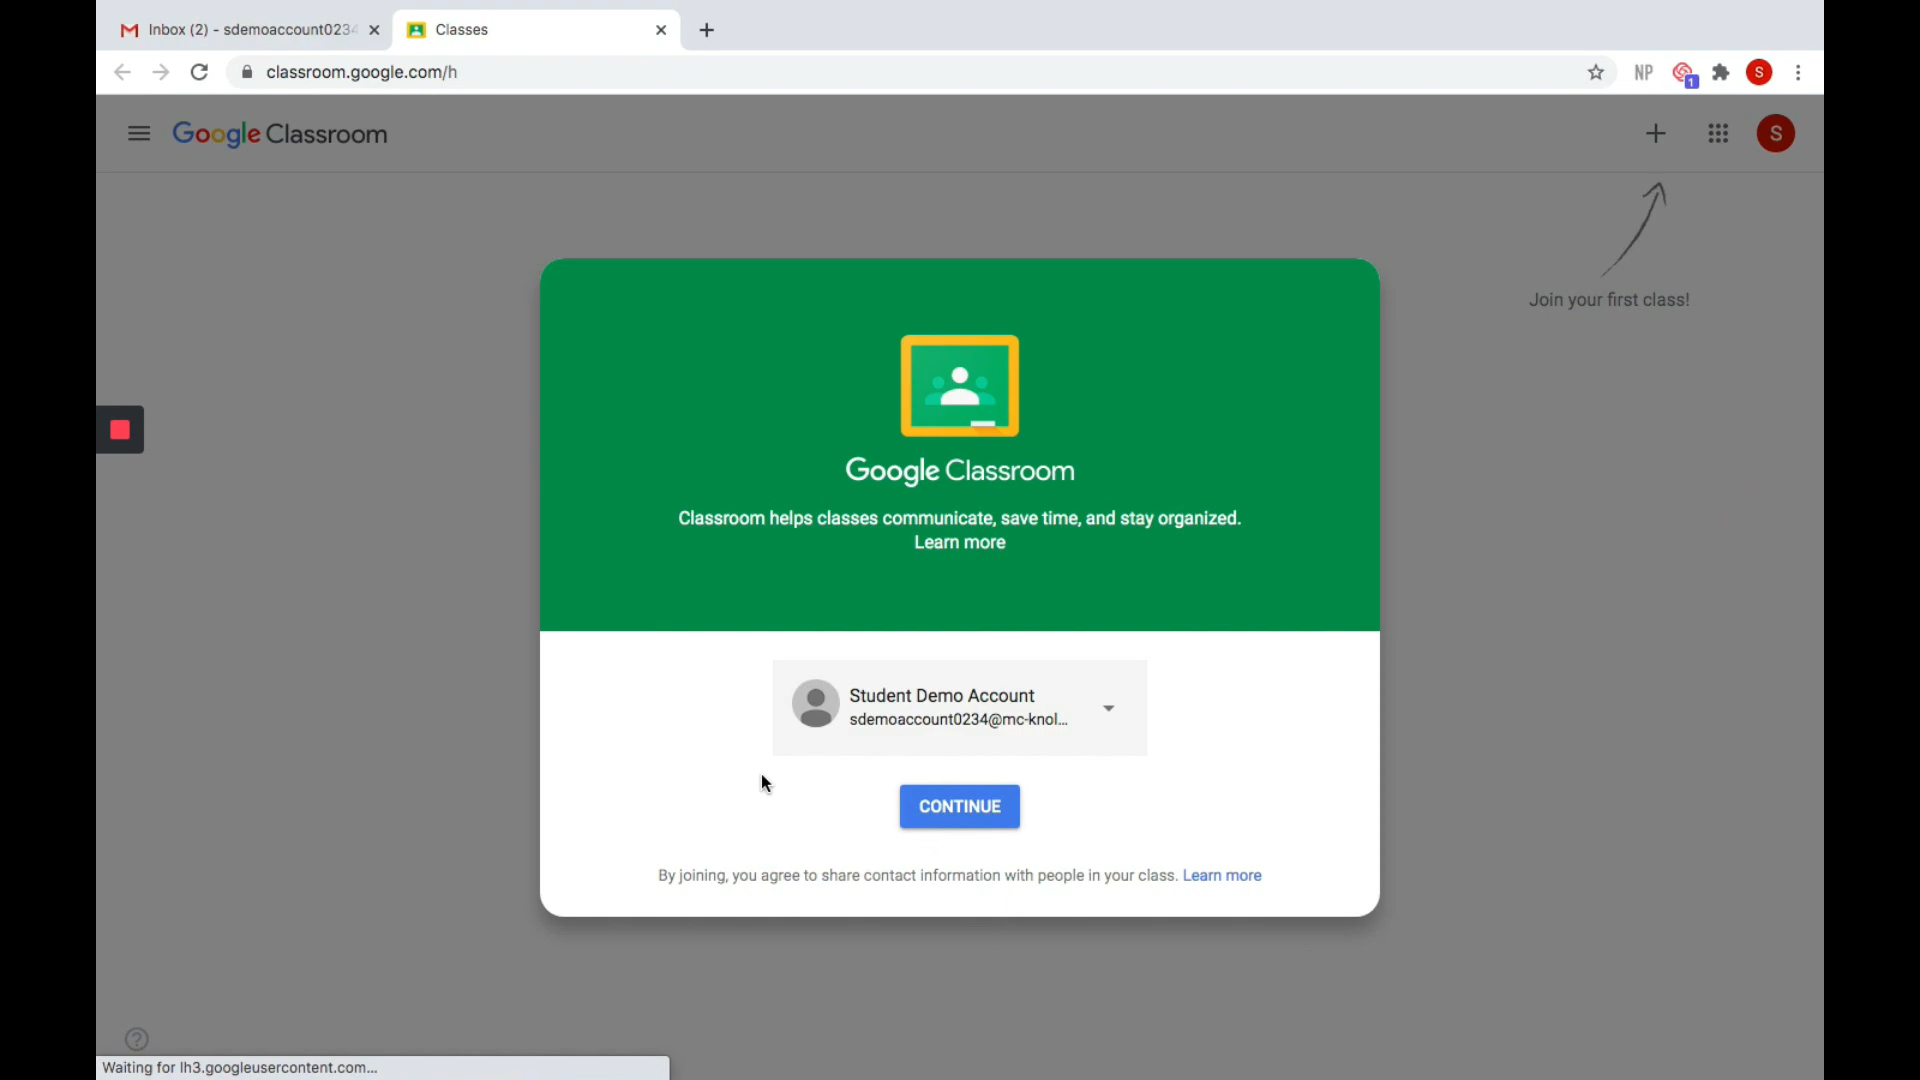 Inbox (2) - sdemoaccount0234
Classes
classroom.google.com/h
NP
1
S
Google Classroom
S
Join your first class!
Google Classroom
Classroom helps classes communicate, save time, and stay organized.
Learn more
Student Demo Account
sdemoaccount0234@mc-knol...
CONTINUE
By joining, you agree to share contact information with people in your class. Learn more
?
Waiting for lh3.googleusercontent.com...